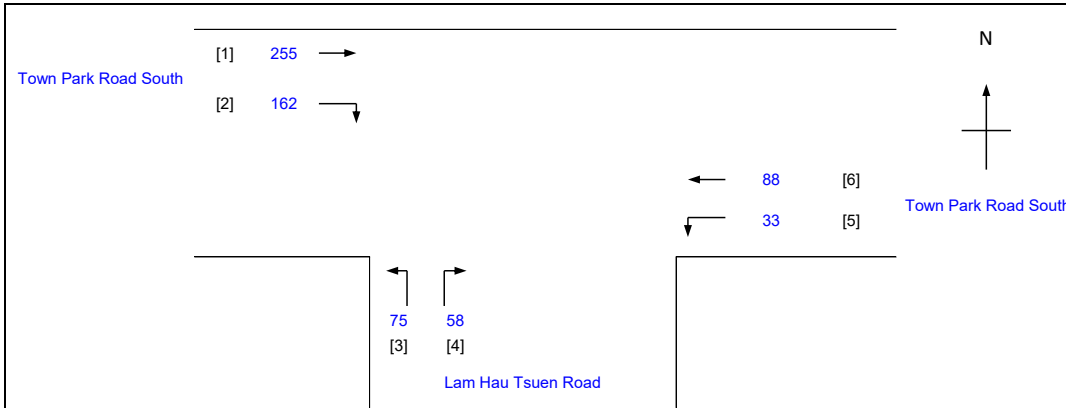 N
[1] 255
Town Park Road South
[2] 162
88 [6]
Town Park Road South
33 [5]
75 58
[3] [4]
Lam Hau Tsuen Road